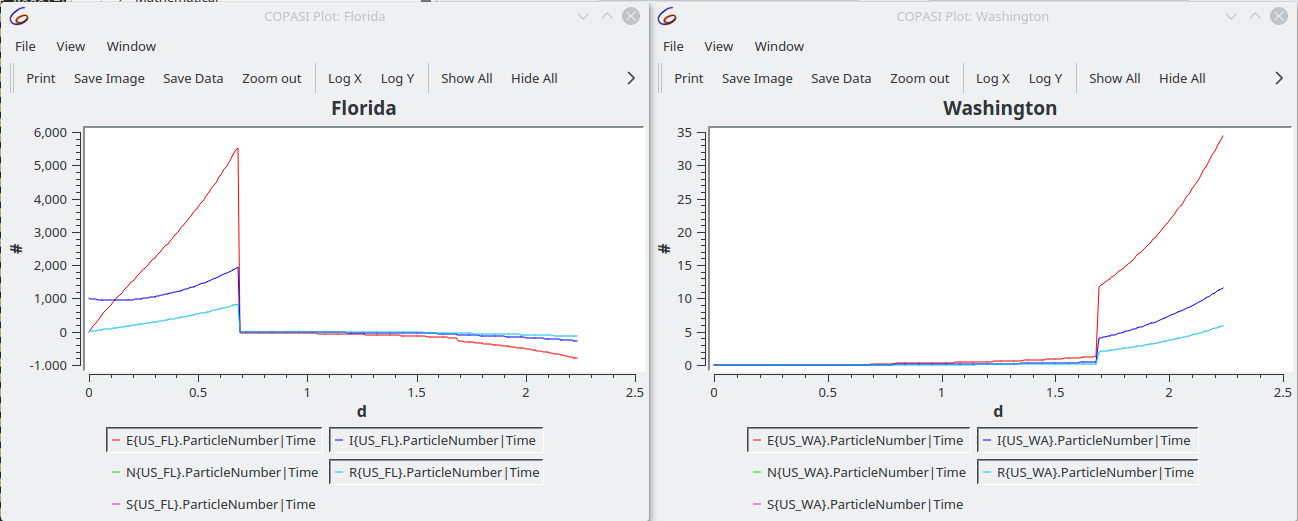 COPASI Plot: Florida
File View Window
Print Save Image Save Data Zoom out Log X Log Y Show All Hide All
Florida
6,000
5,000
4,000
3,000
2,000
1,000
0
-1.000
#
0 0.5 1 1.5 2 2.5
d
E{US_FL}.ParticleNumber|Time I{US_FL}.ParticleNumber|Time
N{US_FL}.ParticleNumber|Time R{US_FL}.ParticleNumber|Time
S{US_FL}.ParticleNumber|Time
COPASI Plot: Washington
File View Window
Print Save Image Save Data Zoom out Log X Log Y Show All Hide All
Washington
35
30
25
20
15
10
5
0
#
0 0.5 1 1.5 2 2.5
d
E{US_WA}.ParticleNumber|Time I{US_WA}.ParticleNumber|Time
N{US_WA}.ParticleNumber|Time R{US_WA}.ParticleNumber|Time
S{US_WA}.ParticleNumber|Time